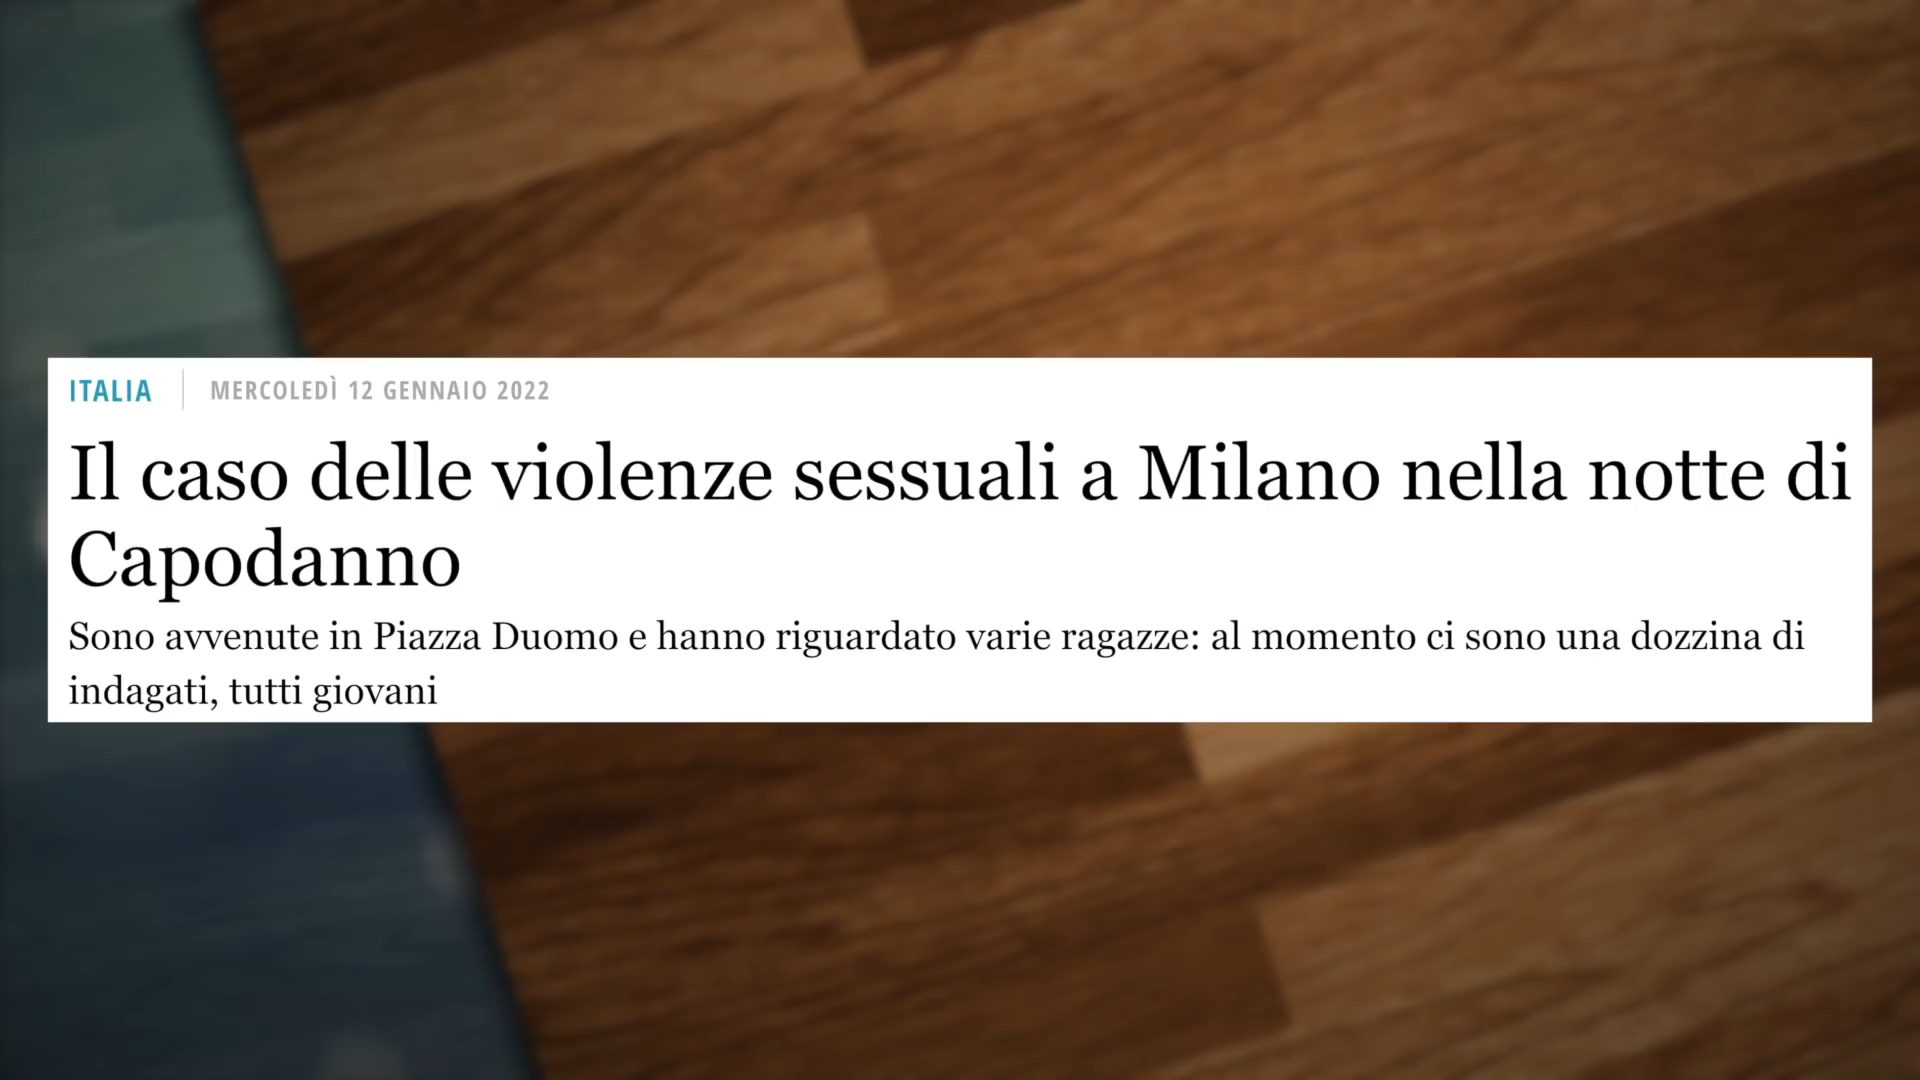 ITALIA MERCOLEDÌ 12 GENNAIO 2022
Il caso delle violenze sessuali a Milano nella notte di
Capodanno
Sono avvenute in Piazza Duomo e hanno riguardato varie ragazze: al momento ci sono una dozzina di
indagati, tutti giovani